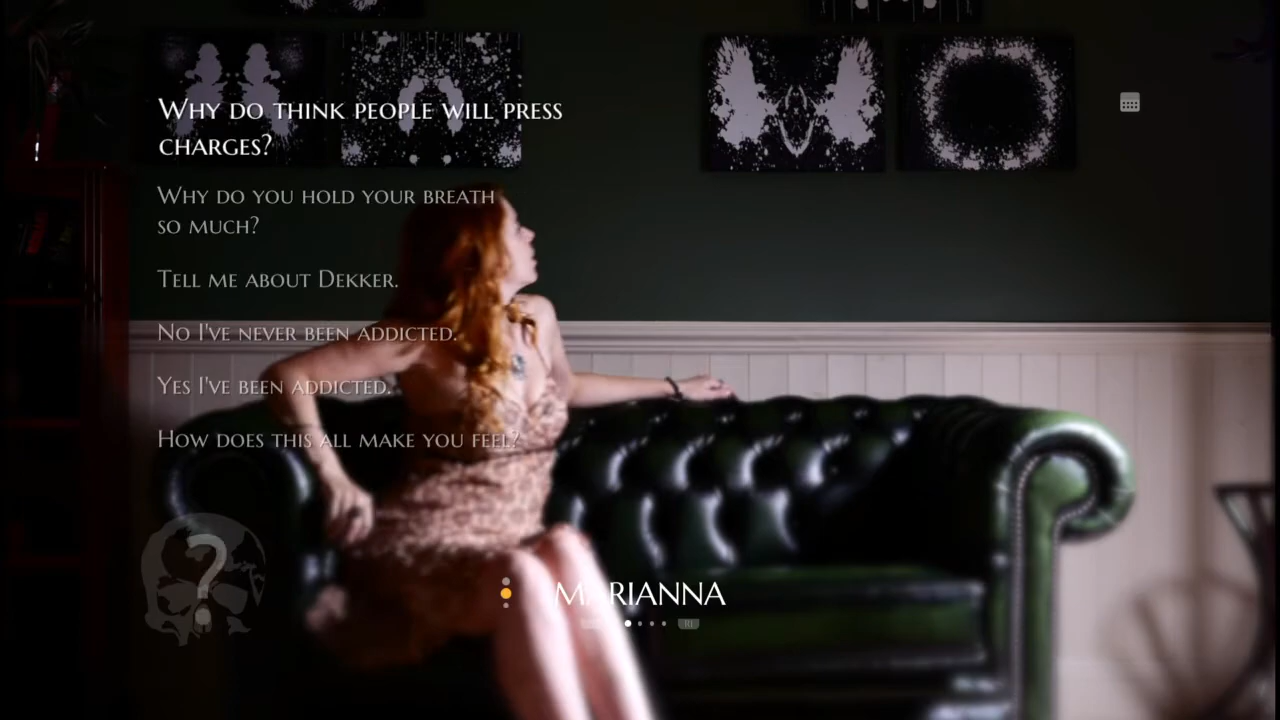 Why do think people will press
charges?
Why do you hold your breath
so much?
Tell me about Dekker.
No I've never been addicted.
Yes I've been addicted.
How does this all make you feel?
?
MARIANNA
R1